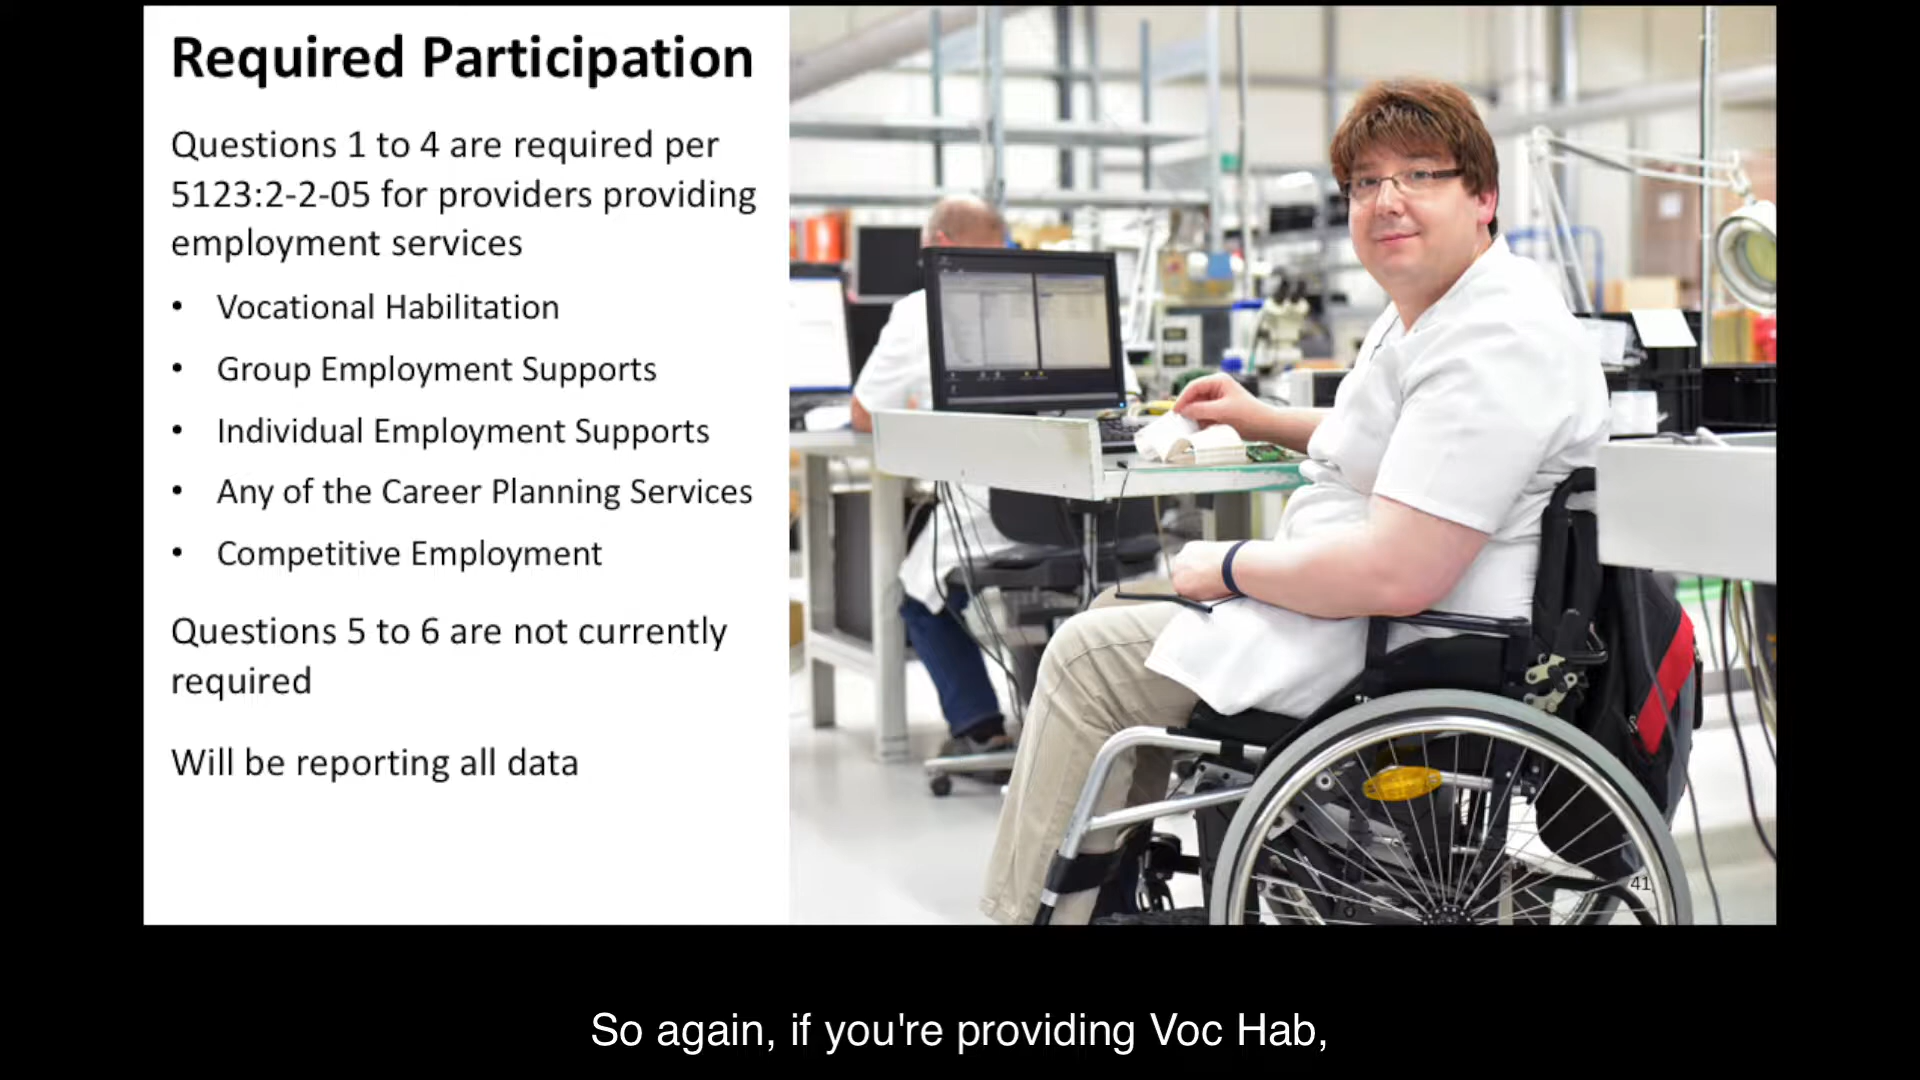 Required Participation
Questions 1 to 4 are required per
5123:2-2-05 for providers providing
employment services
• Vocational Habilitation
• Group Employment Supports
• Individual Employment Supports
• Any of the Career Planning Services
• Competitive Employment
Questions 5 to 6 are not currently
required
Will be reporting all data
41
So again, if you're providing Voc Hab,